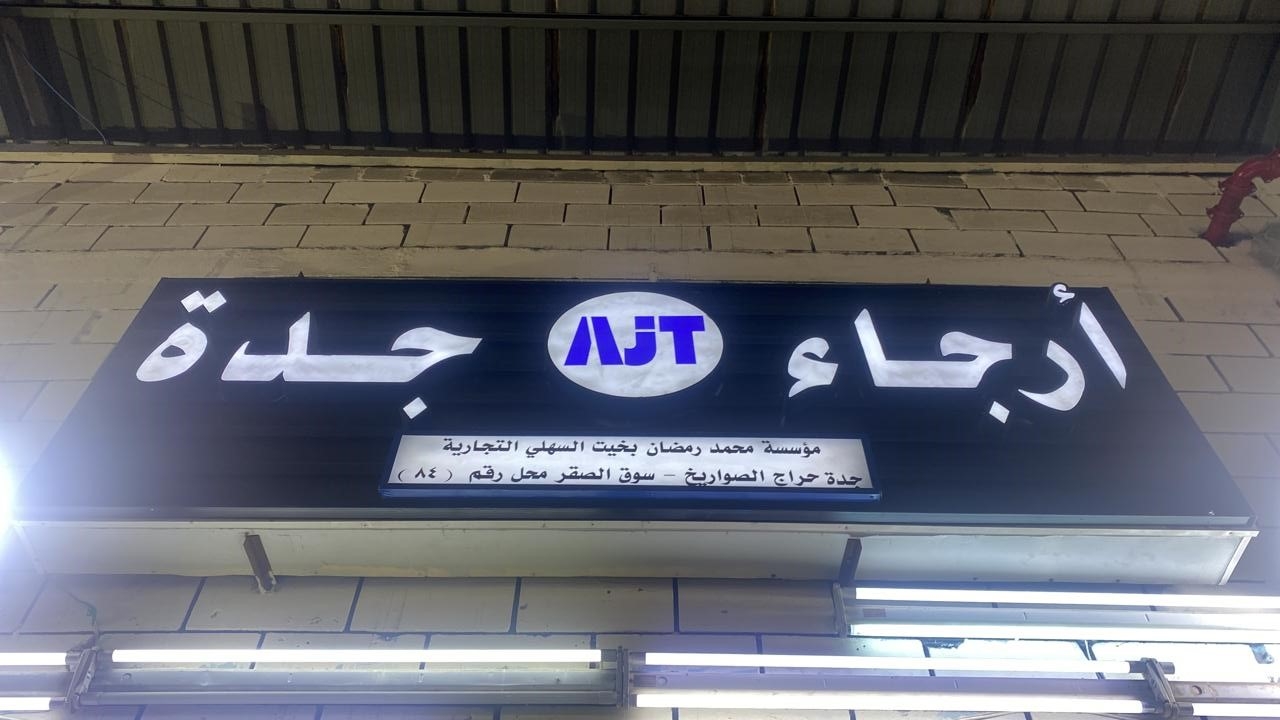 أرجاء جدة
AJT
مؤسسة محمد رمضان بخيت السهلي التجارية
جدة حراج الصواريخ - سوق الصقر محل رقم ( ٨٤ )